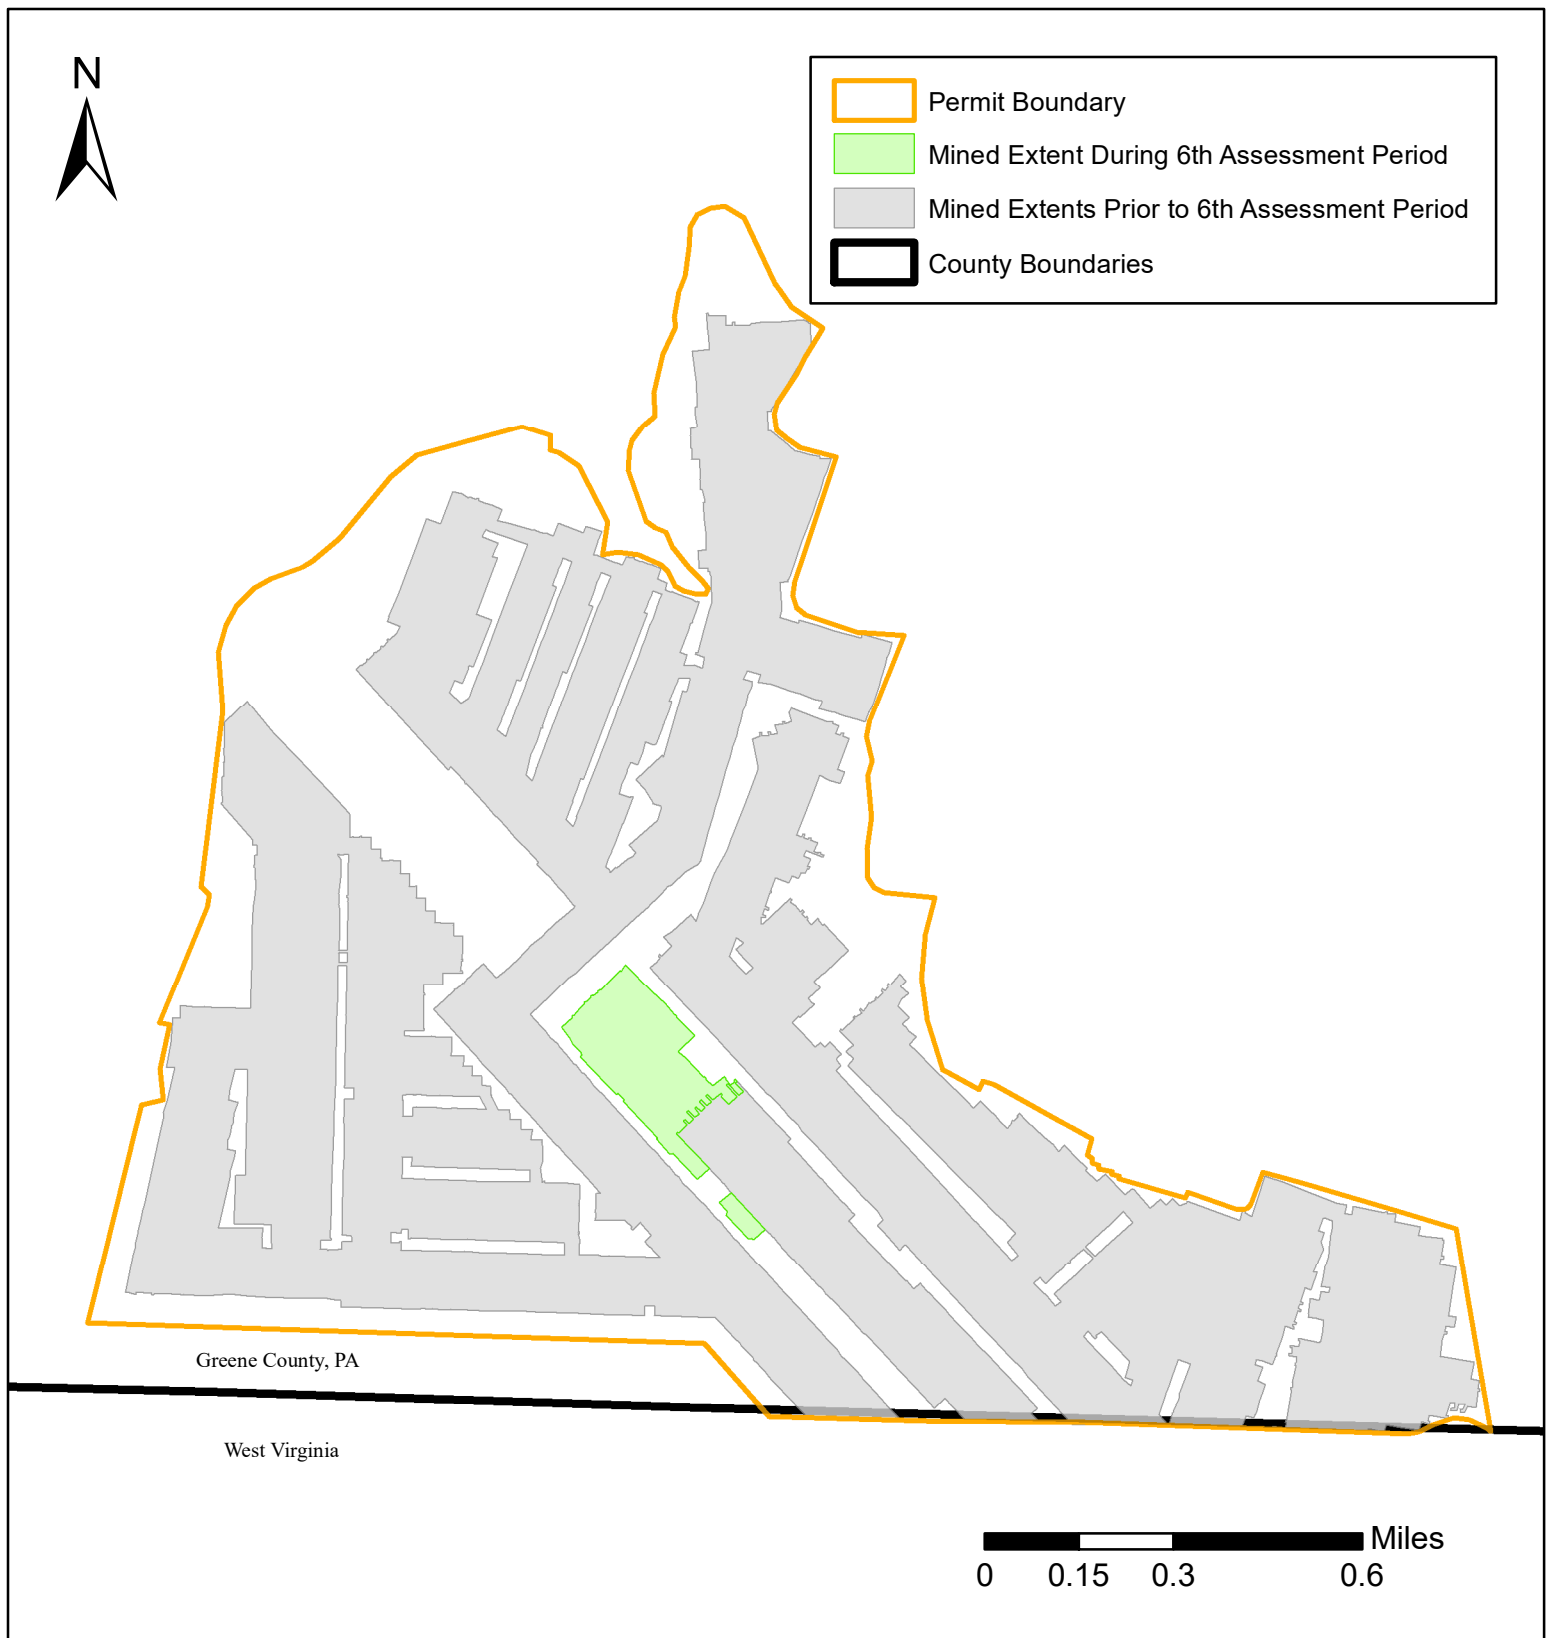 N
Permit Boundary
Mined Extent During 6th Assessment Period
Mined Extents Prior to 6th Assessment Period
County Boundaries
Greene County, PA
West Virginia
Miles
0 0.15 0.3 0.6